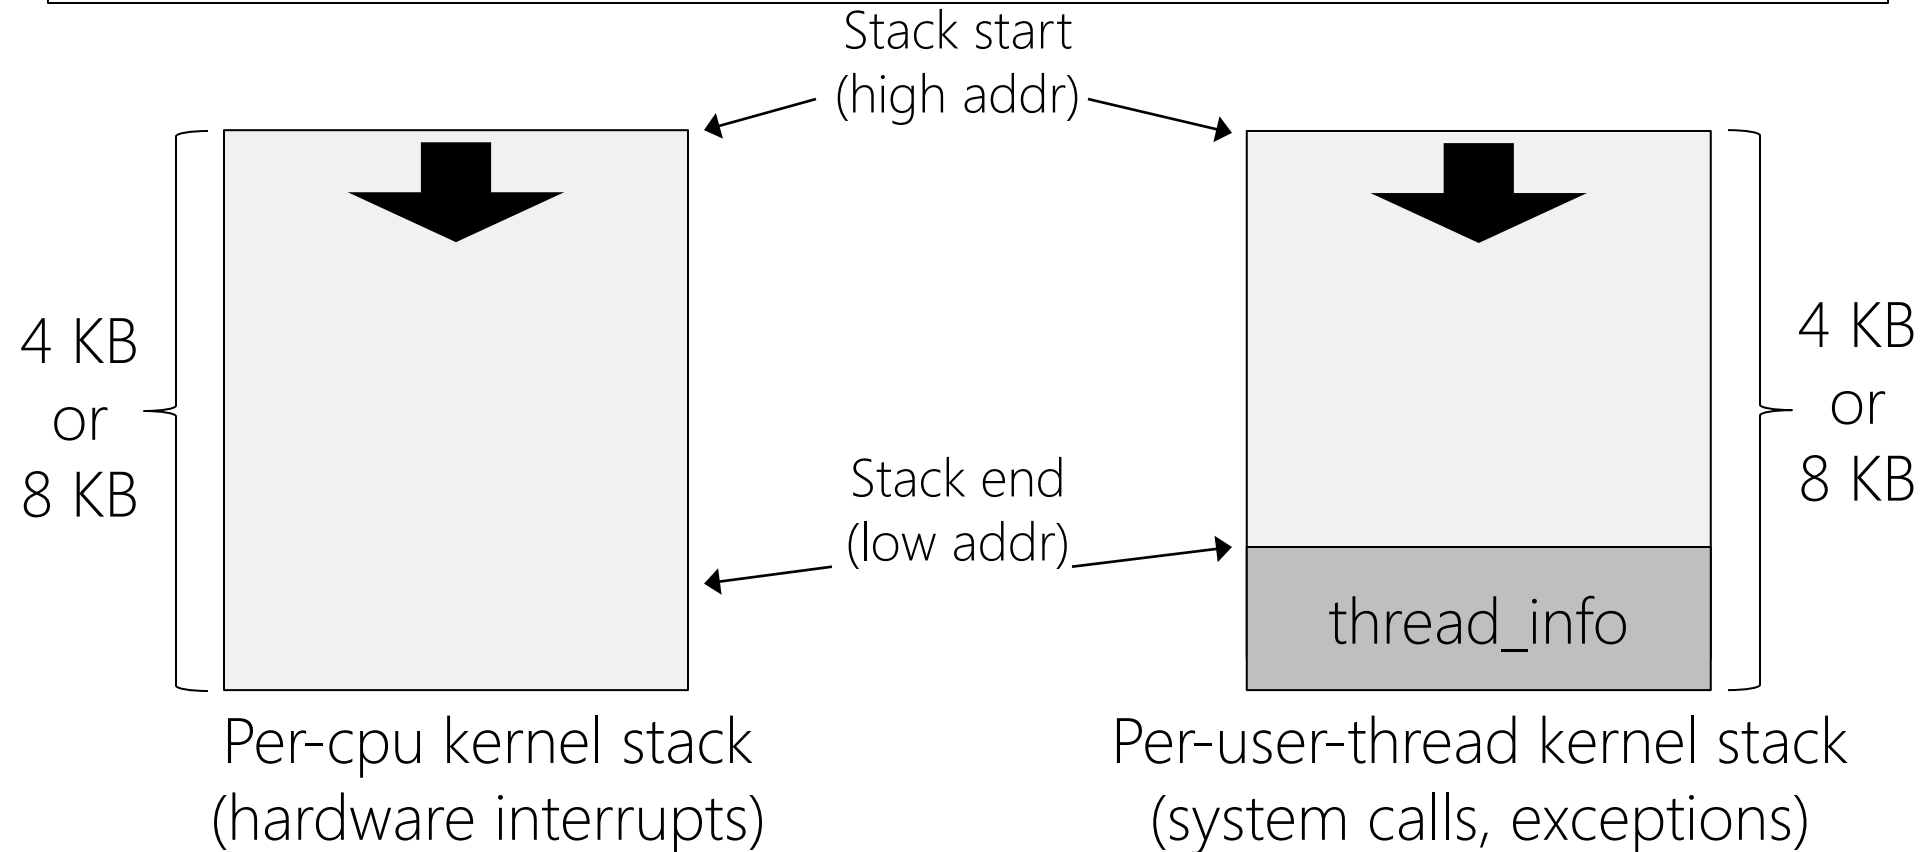 Stack start
(high addr)
4 KB
or
8 KB
Stack end
(low addr)
4 KB
or
8 KB
thread_info
Per-cpu kernel stack
(hardware interrupts)
Per-user-thread kernel stack
(system calls, exceptions)